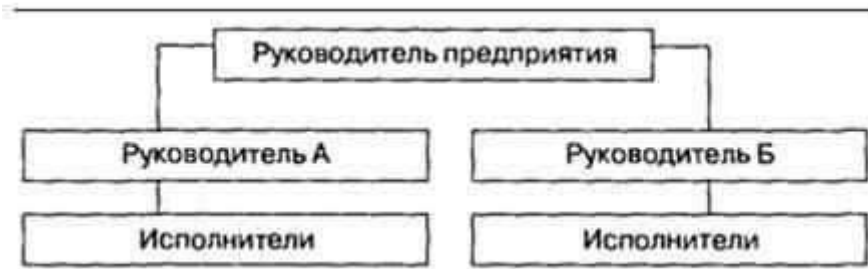 Руководитель предприятия
Руководитель А
Руководитель Б
Исполнители
Исполнители